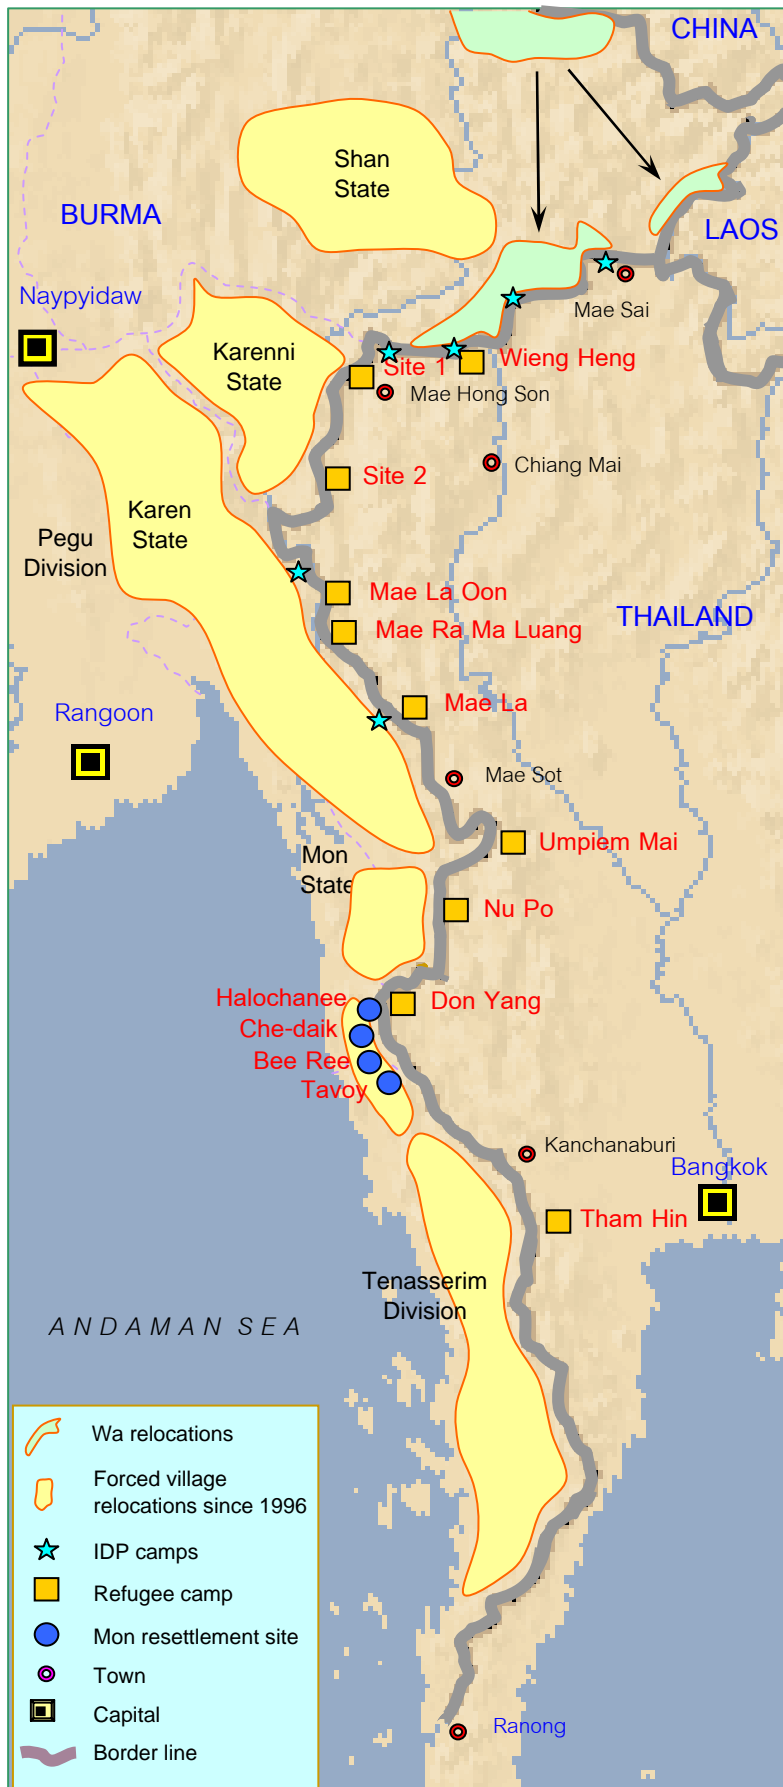 CHINA
Shan
State
BURMA
LAOS
Naypyidaw
Mae Sai
Karenni
State
Wieng Heng
Site 1
Mae Hong Son
Chiang Mai
Site 2
Karen
State
Pegu
Division
Mae La Oon
THAILAND
Mae Ra Ma Luang
Mae La
Rangoon
Mae Sot
Umpiem Mai
Mon
State
Nu Po
Halochanee
Don Yang
Che-daik
Bee Ree
Tavoy
Kanchanaburi
Bangkok
Tham Hin
Tenasserim
Division
ANDAMAN SEA
Wa relocations
Forced village
relocations since 1996
IDP camps
Refugee camp
Mon resettlement site
Town
Capital
Border line
Ranong